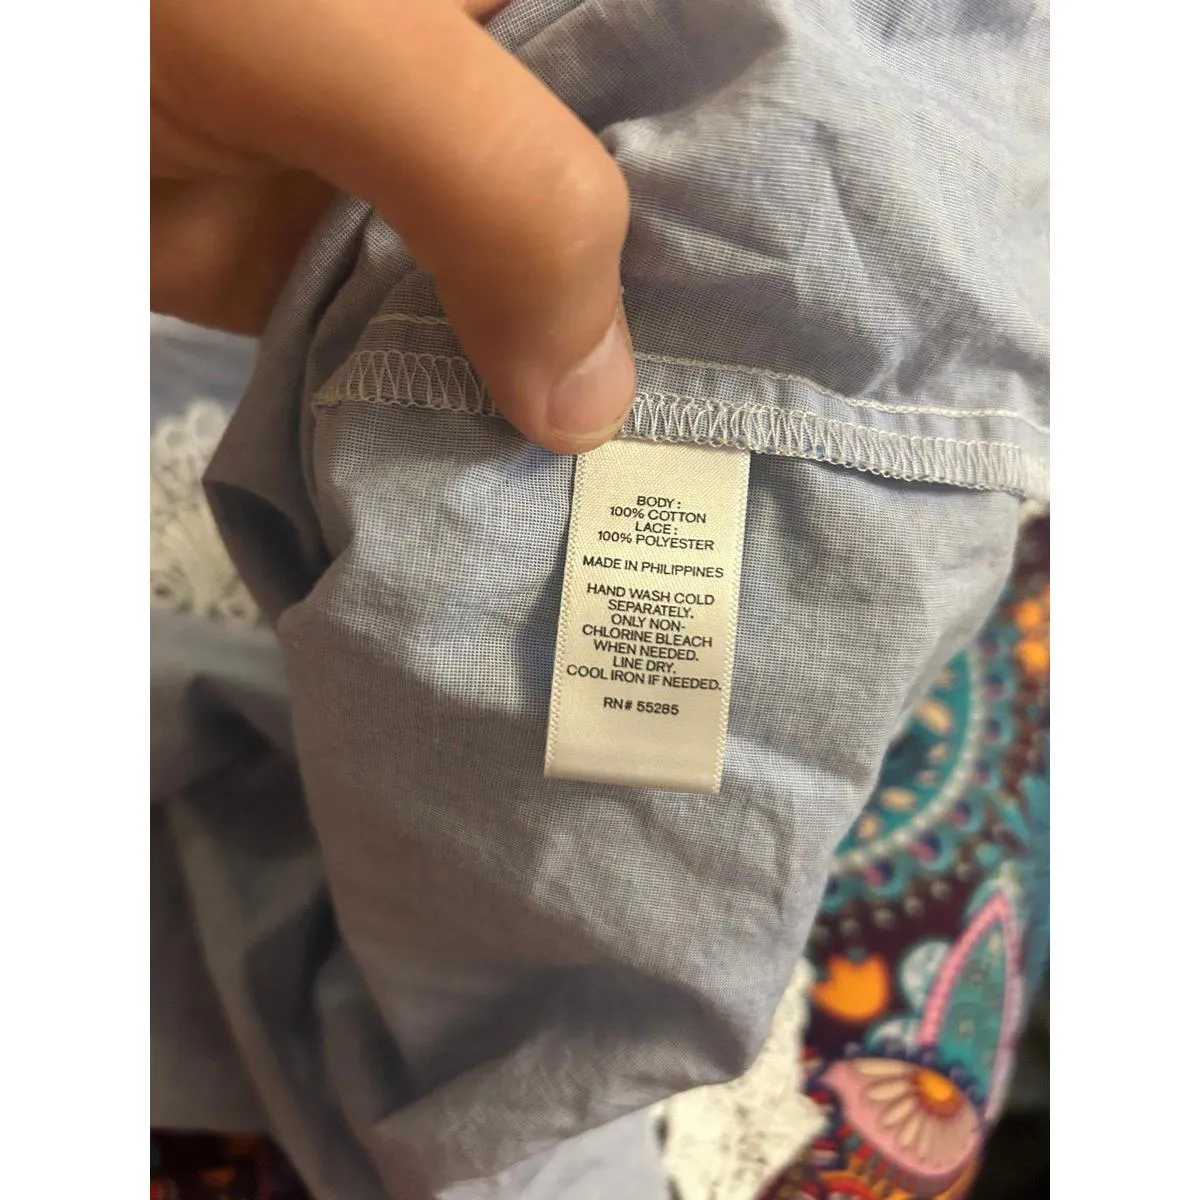 BODY :
100% COTTON
LACE :
100% POLYESTER
MADE IN PHILIPPINES
HAND WASH COLD
SEPARATELY.
ONLY NON-
CHLORINE BLEACH
WHEN NEEDED.
LINE DRY.
COOL IRON IF NEEDED.
RN# 55285